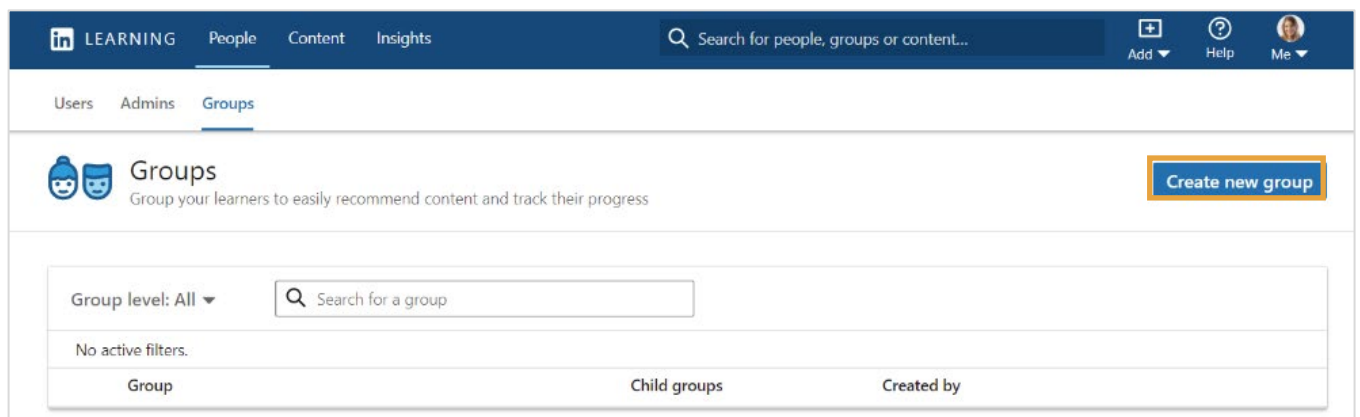 in LEARNING People Content Insights Search for people, groups or content... Add Help Me
Users Admins Groups
Groups
Group your learners to easily recommend content and track their progress
Create new group
Group level: All Search for a group
No active filters.
Group Child groups Created by